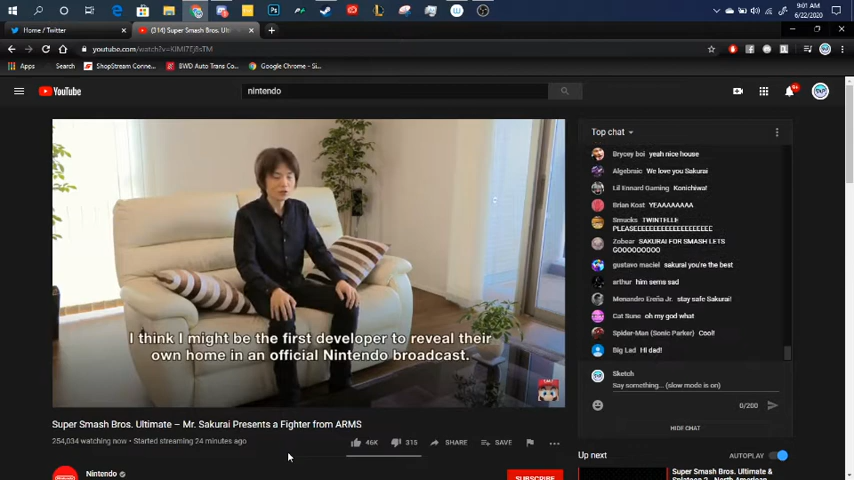 9:01 AM
6/22/2020
Home / Twitter
(314) Super Smash Bros. Ultimate
youtube.com/watch?v=
Apps
Search
ShopStream Conne...
BWD Auto Trans Co...
Google Chrome - Si...
YouTube
nintendo
9+
Top chat
Brycey boi yeah nice house
Algebraic We love you Sakurai
Lil Ennard Gaming Konichiwa!
Brian Kost YEAAAAAAA
Smucks TWINTELLE
PLEASEEEEEEEEEEEEEEEEEEEEE
Zobear SAKURAI FOR SMASH LETS
GOOOOOOOOO
gustavo maciel sakurai you're the best
arthur him sems sad
Menandro Ereña Jr. stay safe Sakurai!
Cat Sune oh my god what
Spider-Man (Sonic Parker) Cool!
Big Lad Hi dad!
Sketch
Say something... (slow mode is on)
0/200
HIDE CHAT
I think I might be the first developer to reveal their
own home in an official Nintendo broadcast.
Super Smash Bros. Ultimate – Mr. Sakurai Presents a Fighter from ARMS
254,034 watching now • Started streaming 24 minutes ago
46K
315
SHARE
SAVE
Up next
AUTOPLAY
Nintendo
SUBSCRIBE
Super Smash Bros. Ultimate &
Splatoon 2 - North American